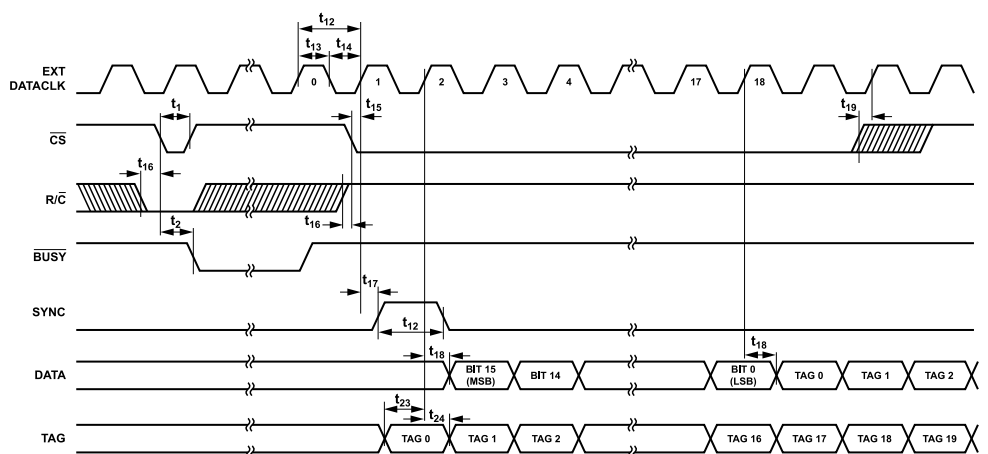 t12
t13 t14
EXT
DATACLK
0 1 2 3 4 17 18
t1
t15
t19
CS
t16
R/C
t2
t16
BUSY
t17
SYNC
t12
t18
t18
DATA
BIT 15
(MSB)
BIT 14
BIT 0
(LSB)
TAG 0
TAG 1
TAG 2
t23
t24
TAG
TAG 0
TAG 1
TAG 2
TAG 16
TAG 17
TAG 18
TAG 19